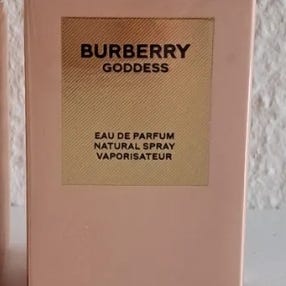 BURBERRY
GODDESS
EAU DE PARFUM
NATURAL SPRAY
VAPORISATEUR